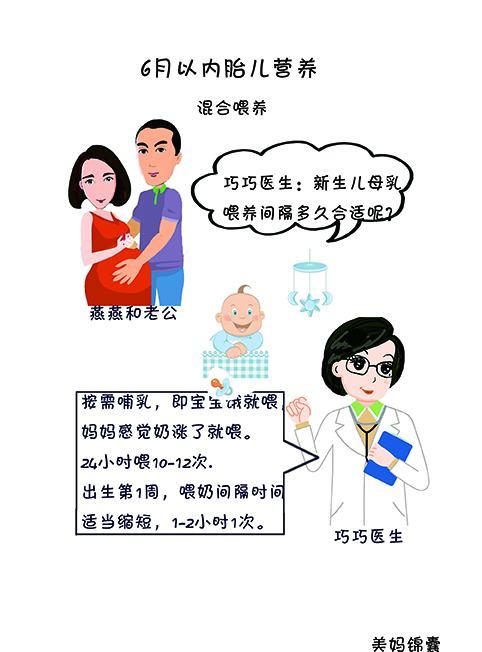 6月以内胎儿营养
混合喂养
巧巧医生：新生儿母乳
喂养间隔多久合适呢？
燕燕和老公
按需哺乳，即宝宝饿就喂，
妈妈感觉奶涨了就喂。
24小时喂10-12次.
出生第1周，喂奶间隔时间
适当缩短，1-2小时1次。
巧巧医生
美妈锦囊